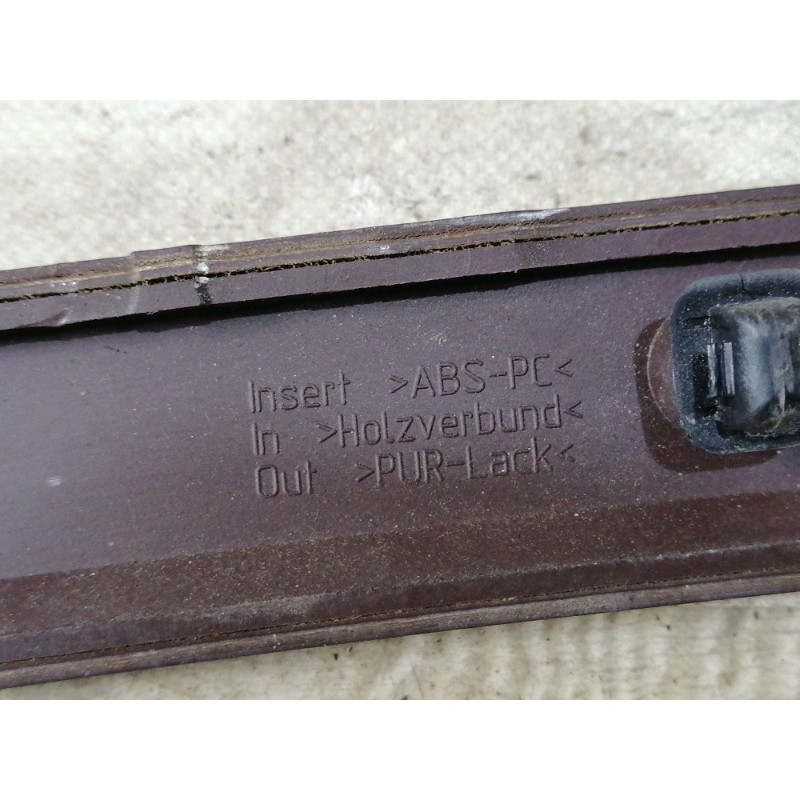 Insert >ABS-PC<
In >Holzverbund<
Out >PUR-Lack<